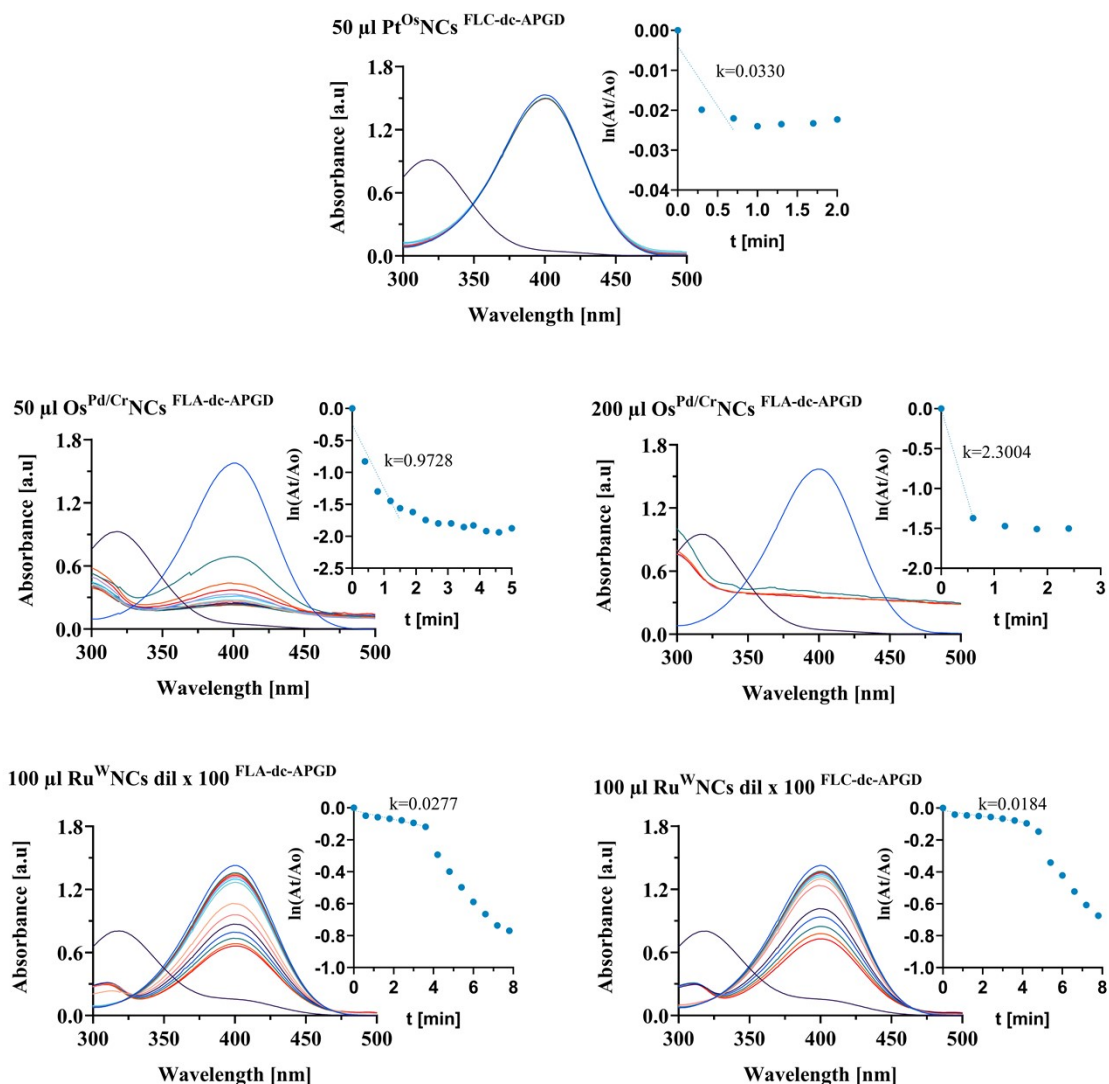 50 µl Pt^Os NCs ^FLC-dc-APGD
Absorbance [a.u]
1.8
1.2
0.6
0.0
300 350 400 450 500
Wavelength [nm]
ln(At/Ao)
0.00
-0.01
-0.02
-0.03
-0.04
k=0.0330
0.0 0.5 1.0 1.5 2.0
t [min]
50 µl Os^Pd/Cr NCs ^FLA-dc-APGD
Absorbance [a.u]
1.8
1.2
0.6
0.0
300 350 400 450 500
Wavelength [nm]
ln(At/Ao)
0.0
-0.5
-1.0
-1.5
-2.0
-2.5
k=0.9728
0 1 2 3 4 5
t [min]
200 µl Os^Pd/Cr NCs ^FLA-dc-APGD
Absorbance [a.u]
1.8
1.2
0.6
0.0
300 350 400 450 500
Wavelength [nm]
ln(At/Ao)
0.0
-0.5
-1.0
-1.5
-2.0
k=2.3004
0 1 2 3
t [min]
100 µl Ru^W NCs dil x 100 ^FLA-dc-APGD
Absorbance [a.u]
1.8
1.2
0.6
0.0
300 350 400 450 500
Wavelength [nm]
ln(At/Ao)
0.0
-0.2
-0.4
-0.6
-0.8
-1.0
k=0.0277
0 2 4 6 8
t [min]
100 µl Ru^W NCs dil x 100 ^FLC-dc-APGD
Absorbance [a.u]
1.8
1.2
0.6
0.0
300 350 400 450 500
Wavelength [nm]
ln(At/Ao)
0.0
-0.2
-0.4
-0.6
-0.8
-1.0
k=0.0184
0 2 4 6 8
t [min]